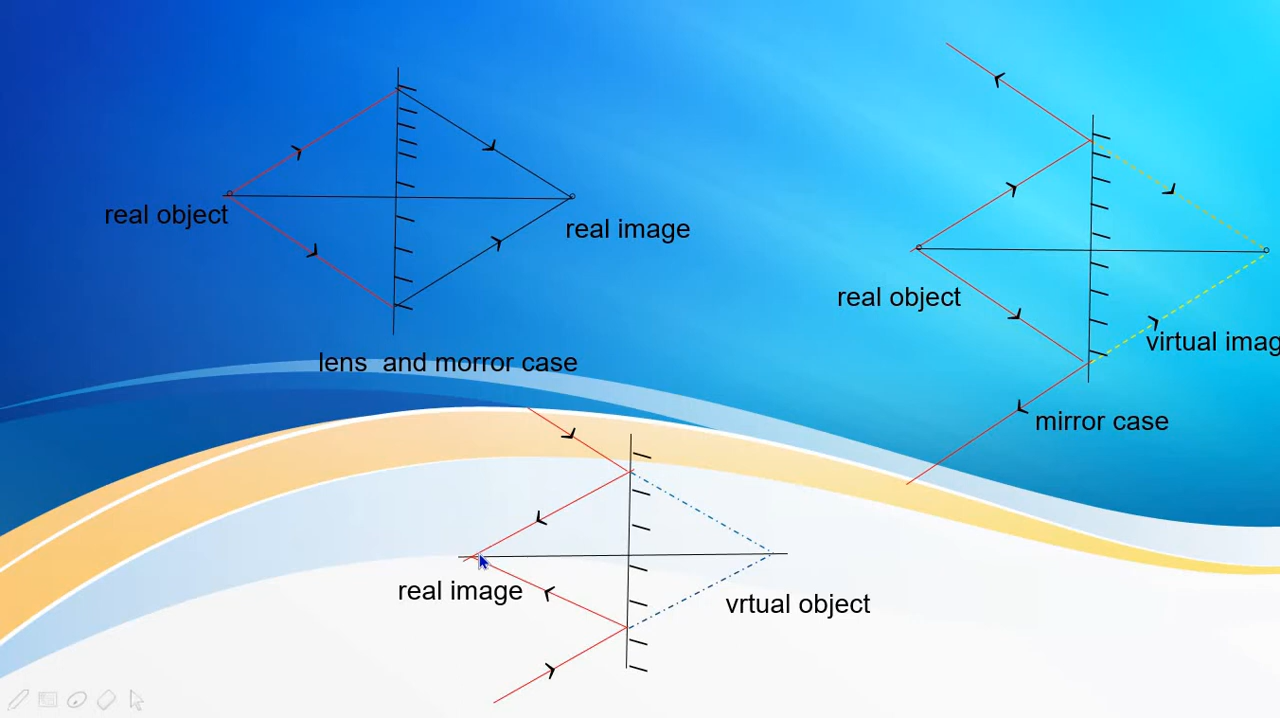 real object
real image
lens  and morror case
real object
virtual imag
mirror case
real image
vrtual object